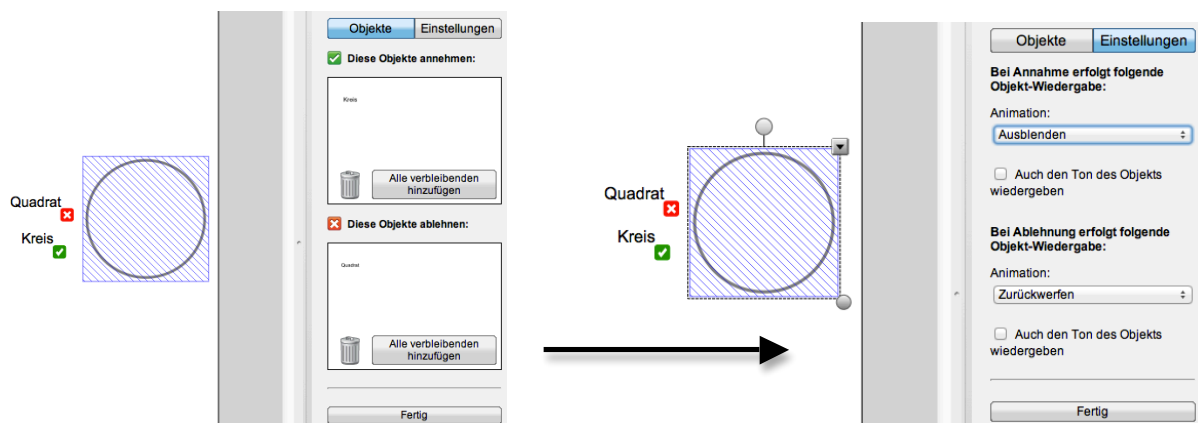 Objekte
Einstellungen
Diese Objekte annehmen:
Kreis
Alle verbleibenden
hinzufügen
Diese Objekte ablehnen:
Quadrat
Alle verbleibenden
hinzufügen
Fertig
Quadrat
Kreis
Quadrat
Kreis
Objekte
Einstellungen
Bei Annahme erfolgt folgende
Objekt-Wiedergabe:
Animation:
Ausblenden
Auch den Ton des Objekts
wiedergeben
Bei Ablehnung erfolgt folgende
Objekt-Wiedergabe:
Animation:
Zurückwerfen
Auch den Ton des Objekts
wiedergeben
Fertig